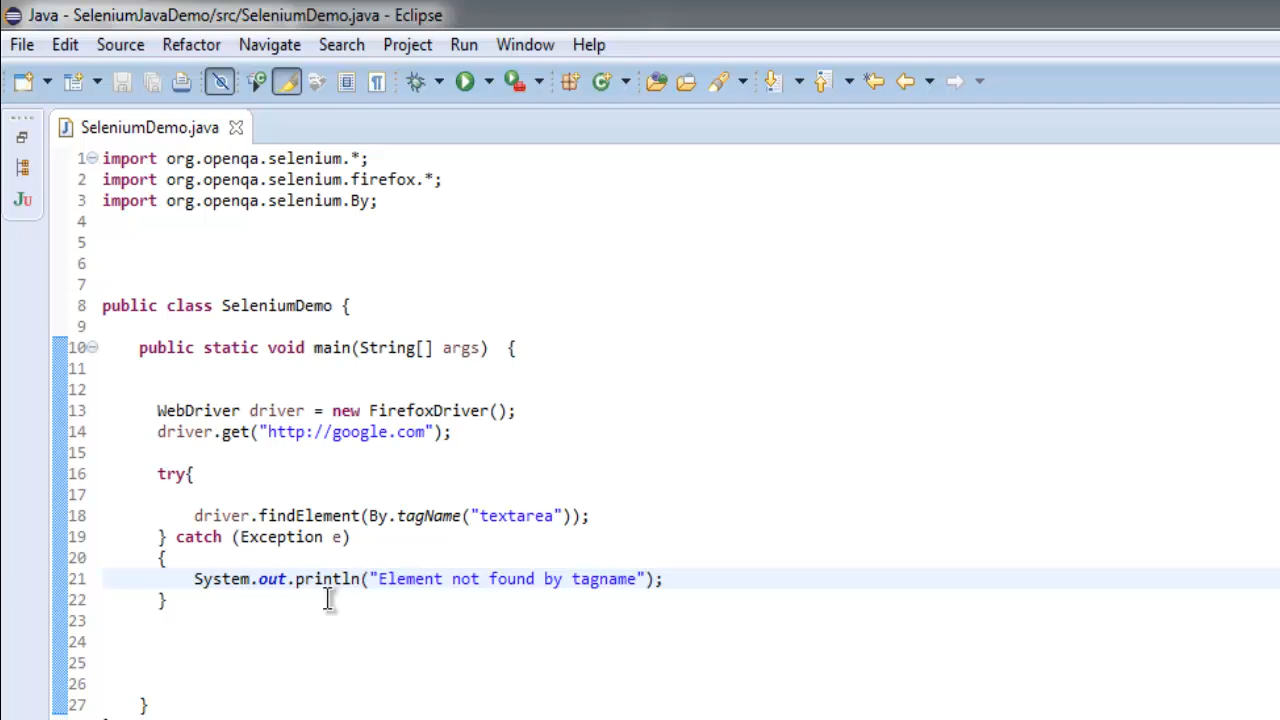 Java - SeleniumJavaDemo/src/SeleniumDemo.java - Eclipse
File Edit Source Refactor Navigate Search Project Run Window Help
SeleniumDemo.java
JU
1 import org.openqa.selenium.*;
2 import org.openqa.selenium.firefox.*;
3 import org.openqa.selenium.By;
4
5
6
7
8 public class SeleniumDemo {
9
10 public static void main(String[] args)  {
11
12
13 WebDriver driver = new FirefoxDriver();
14 driver.get("http://google.com");
15
16 try{
17
18 driver.findElement(By.tagName("textarea"));
19 } catch (Exception e)
20 {
21 System.out.println("Element not found by tagname");
22 }
23
24
25
26
27 }